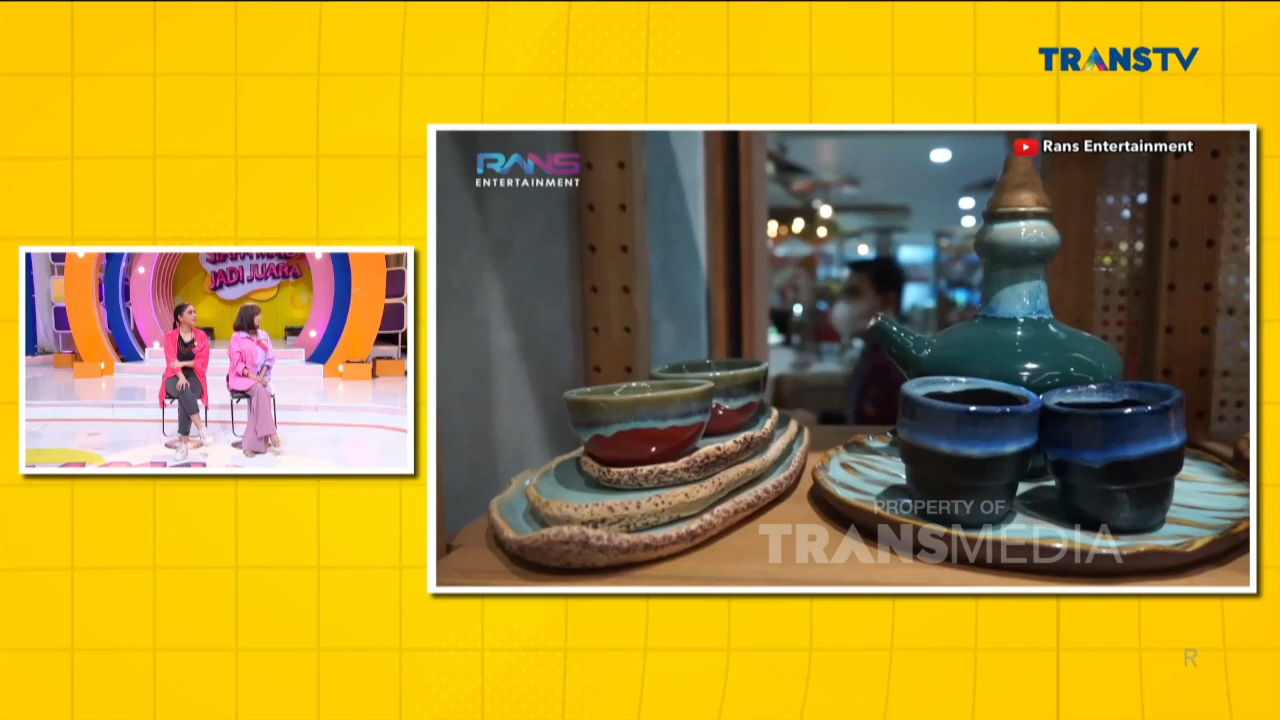 TRANSTV
RANS
ENTERTAINMENT
Rans Entertainment
JADI JUARA
PROPERTY OF
TRANSMEDIA
R